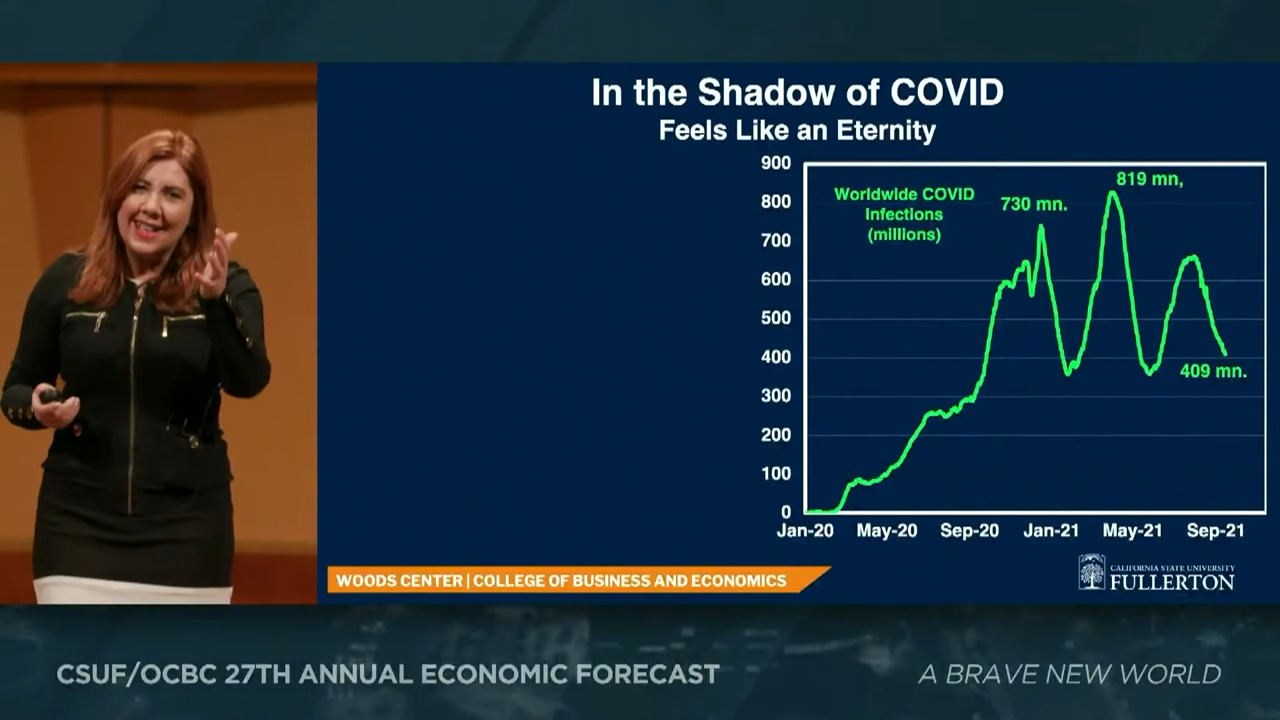 In the Shadow of COVID
Feels Like an Eternity
900
800
700
600
500
400
300
200
100
0
Worldwide COVID
Infections
(millions)
730 mn.
819 mn,
409 mn.
Jan-20 May-20 Sep-20 Jan-21 May-21 Sep-21
WOODS CENTER | COLLEGE OF BUSINESS AND ECONOMICS
CALIFORNIA STATE UNIVERSITY
FULLERTON
CSUF/OCBC 27TH ANNUAL ECONOMIC FORECAST
A BRAVE NEW WORLD